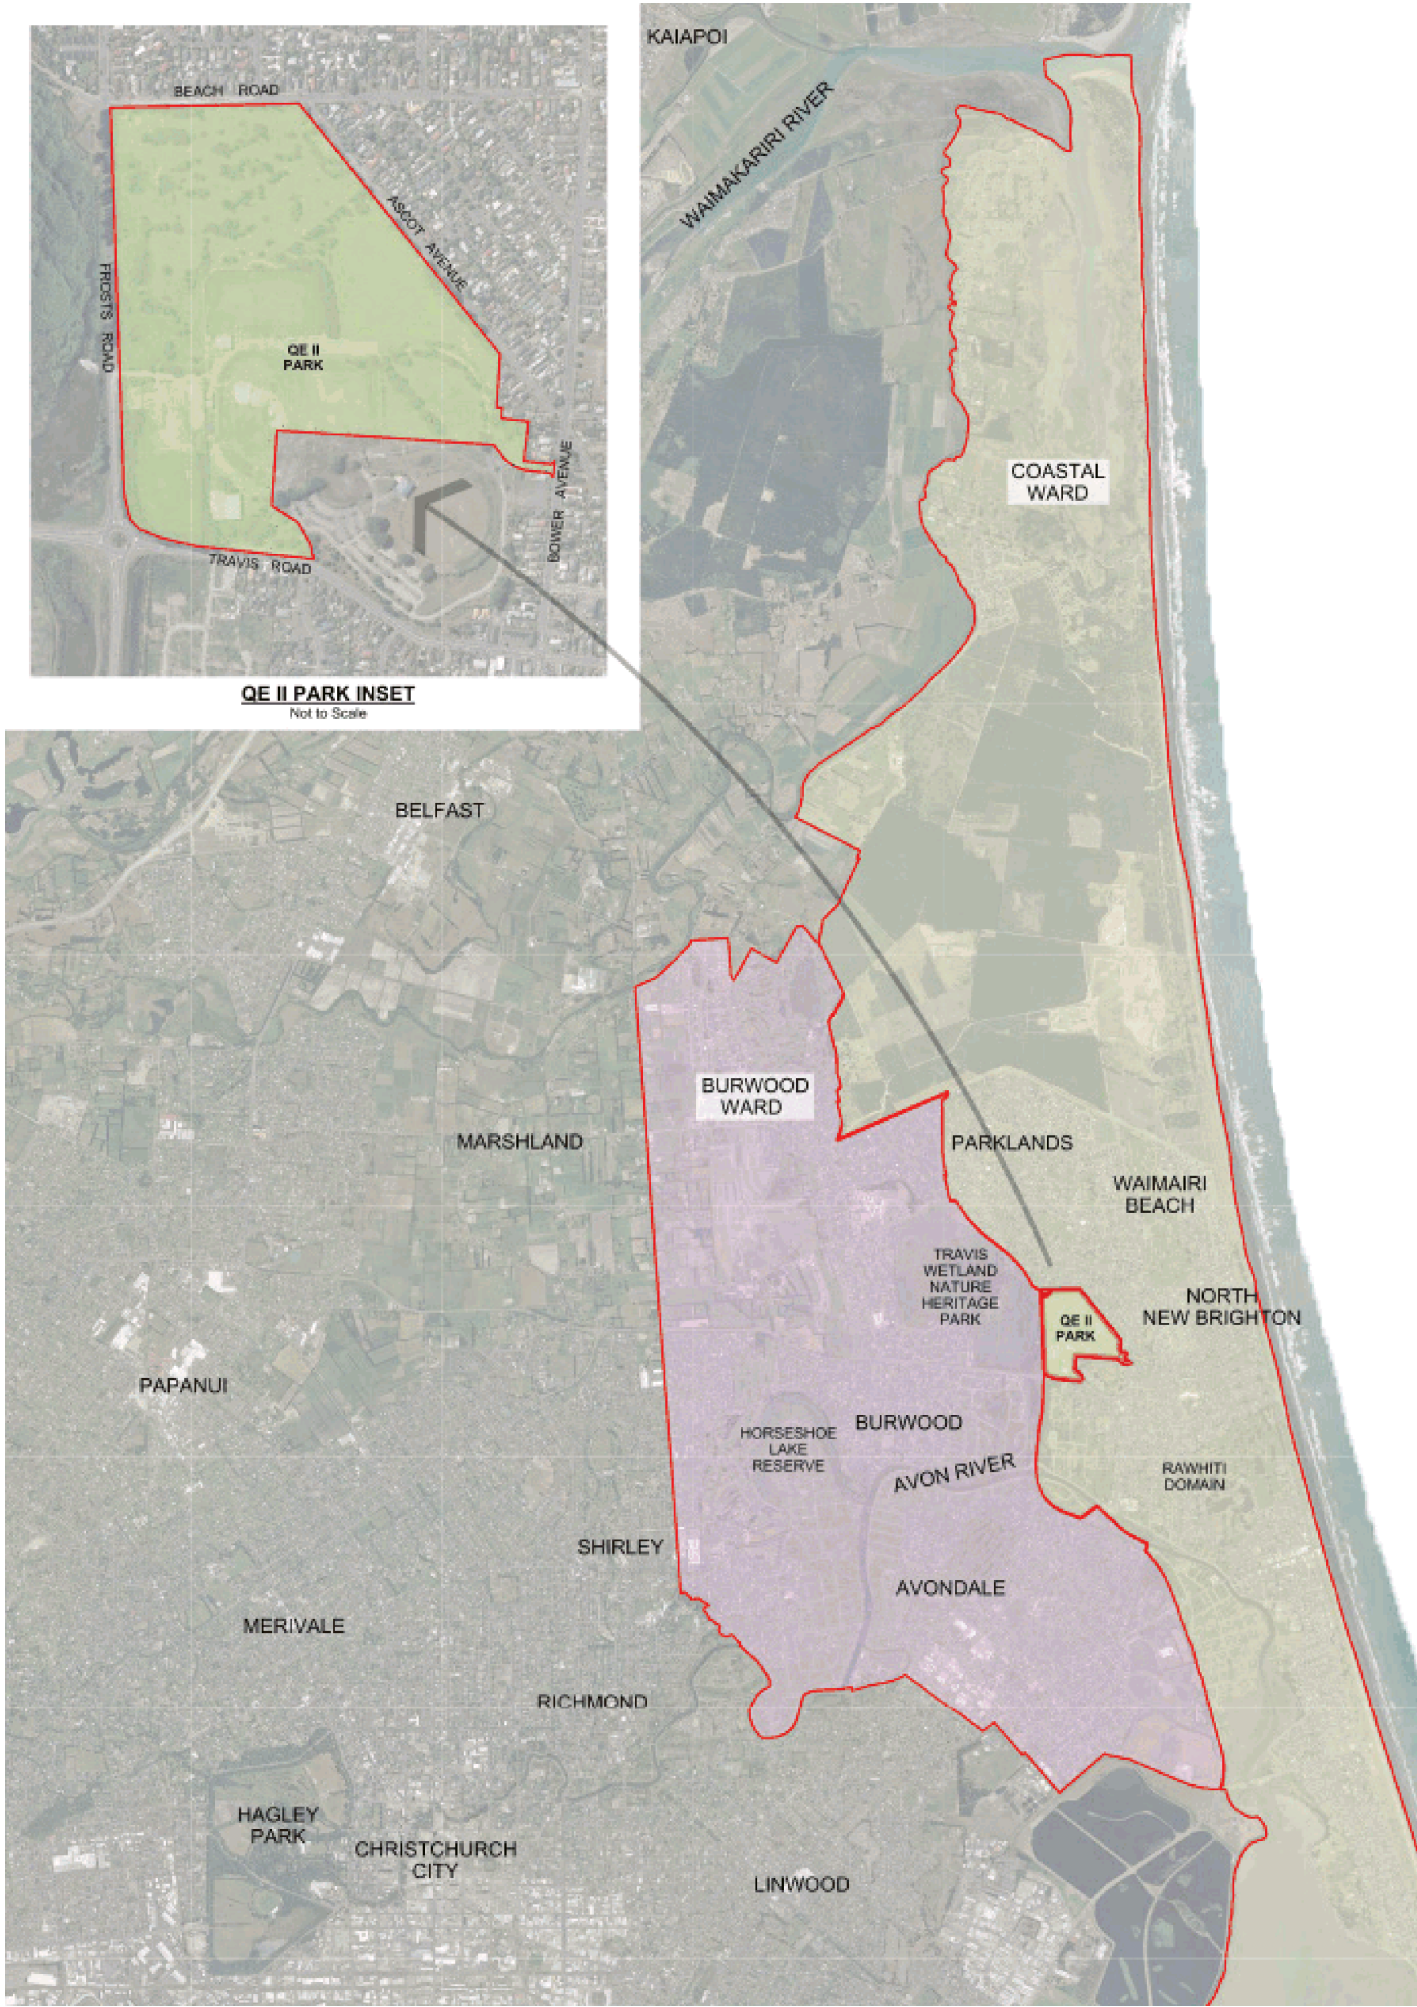 KAIAPOI
WAIMAKARIRI RIVER
BEACH ROAD
ASCOT AVENUE
FROSTS ROAD
QE II
PARK
BOWER AVENUE
TRAVIS ROAD
QE II PARK INSET
Not to Scale
COASTAL
WARD
BELFAST
BURWOOD
WARD
MARSHLAND
PARKLANDS
WAIMAIRI
BEACH
TRAVIS
WETLAND
NATURE
HERITAGE
PARK
NORTH
NEW BRIGHTON
QE II
PARK
PAPANUI
BURWOOD
HORSESHOE
LAKE
RESERVE
AVON RIVER
RAWHITI
DOMAIN
SHIRLEY
AVONDALE
MERIVALE
RICHMOND
HAGLEY
PARK
CHRISTCHURCH
CITY
LINWOOD